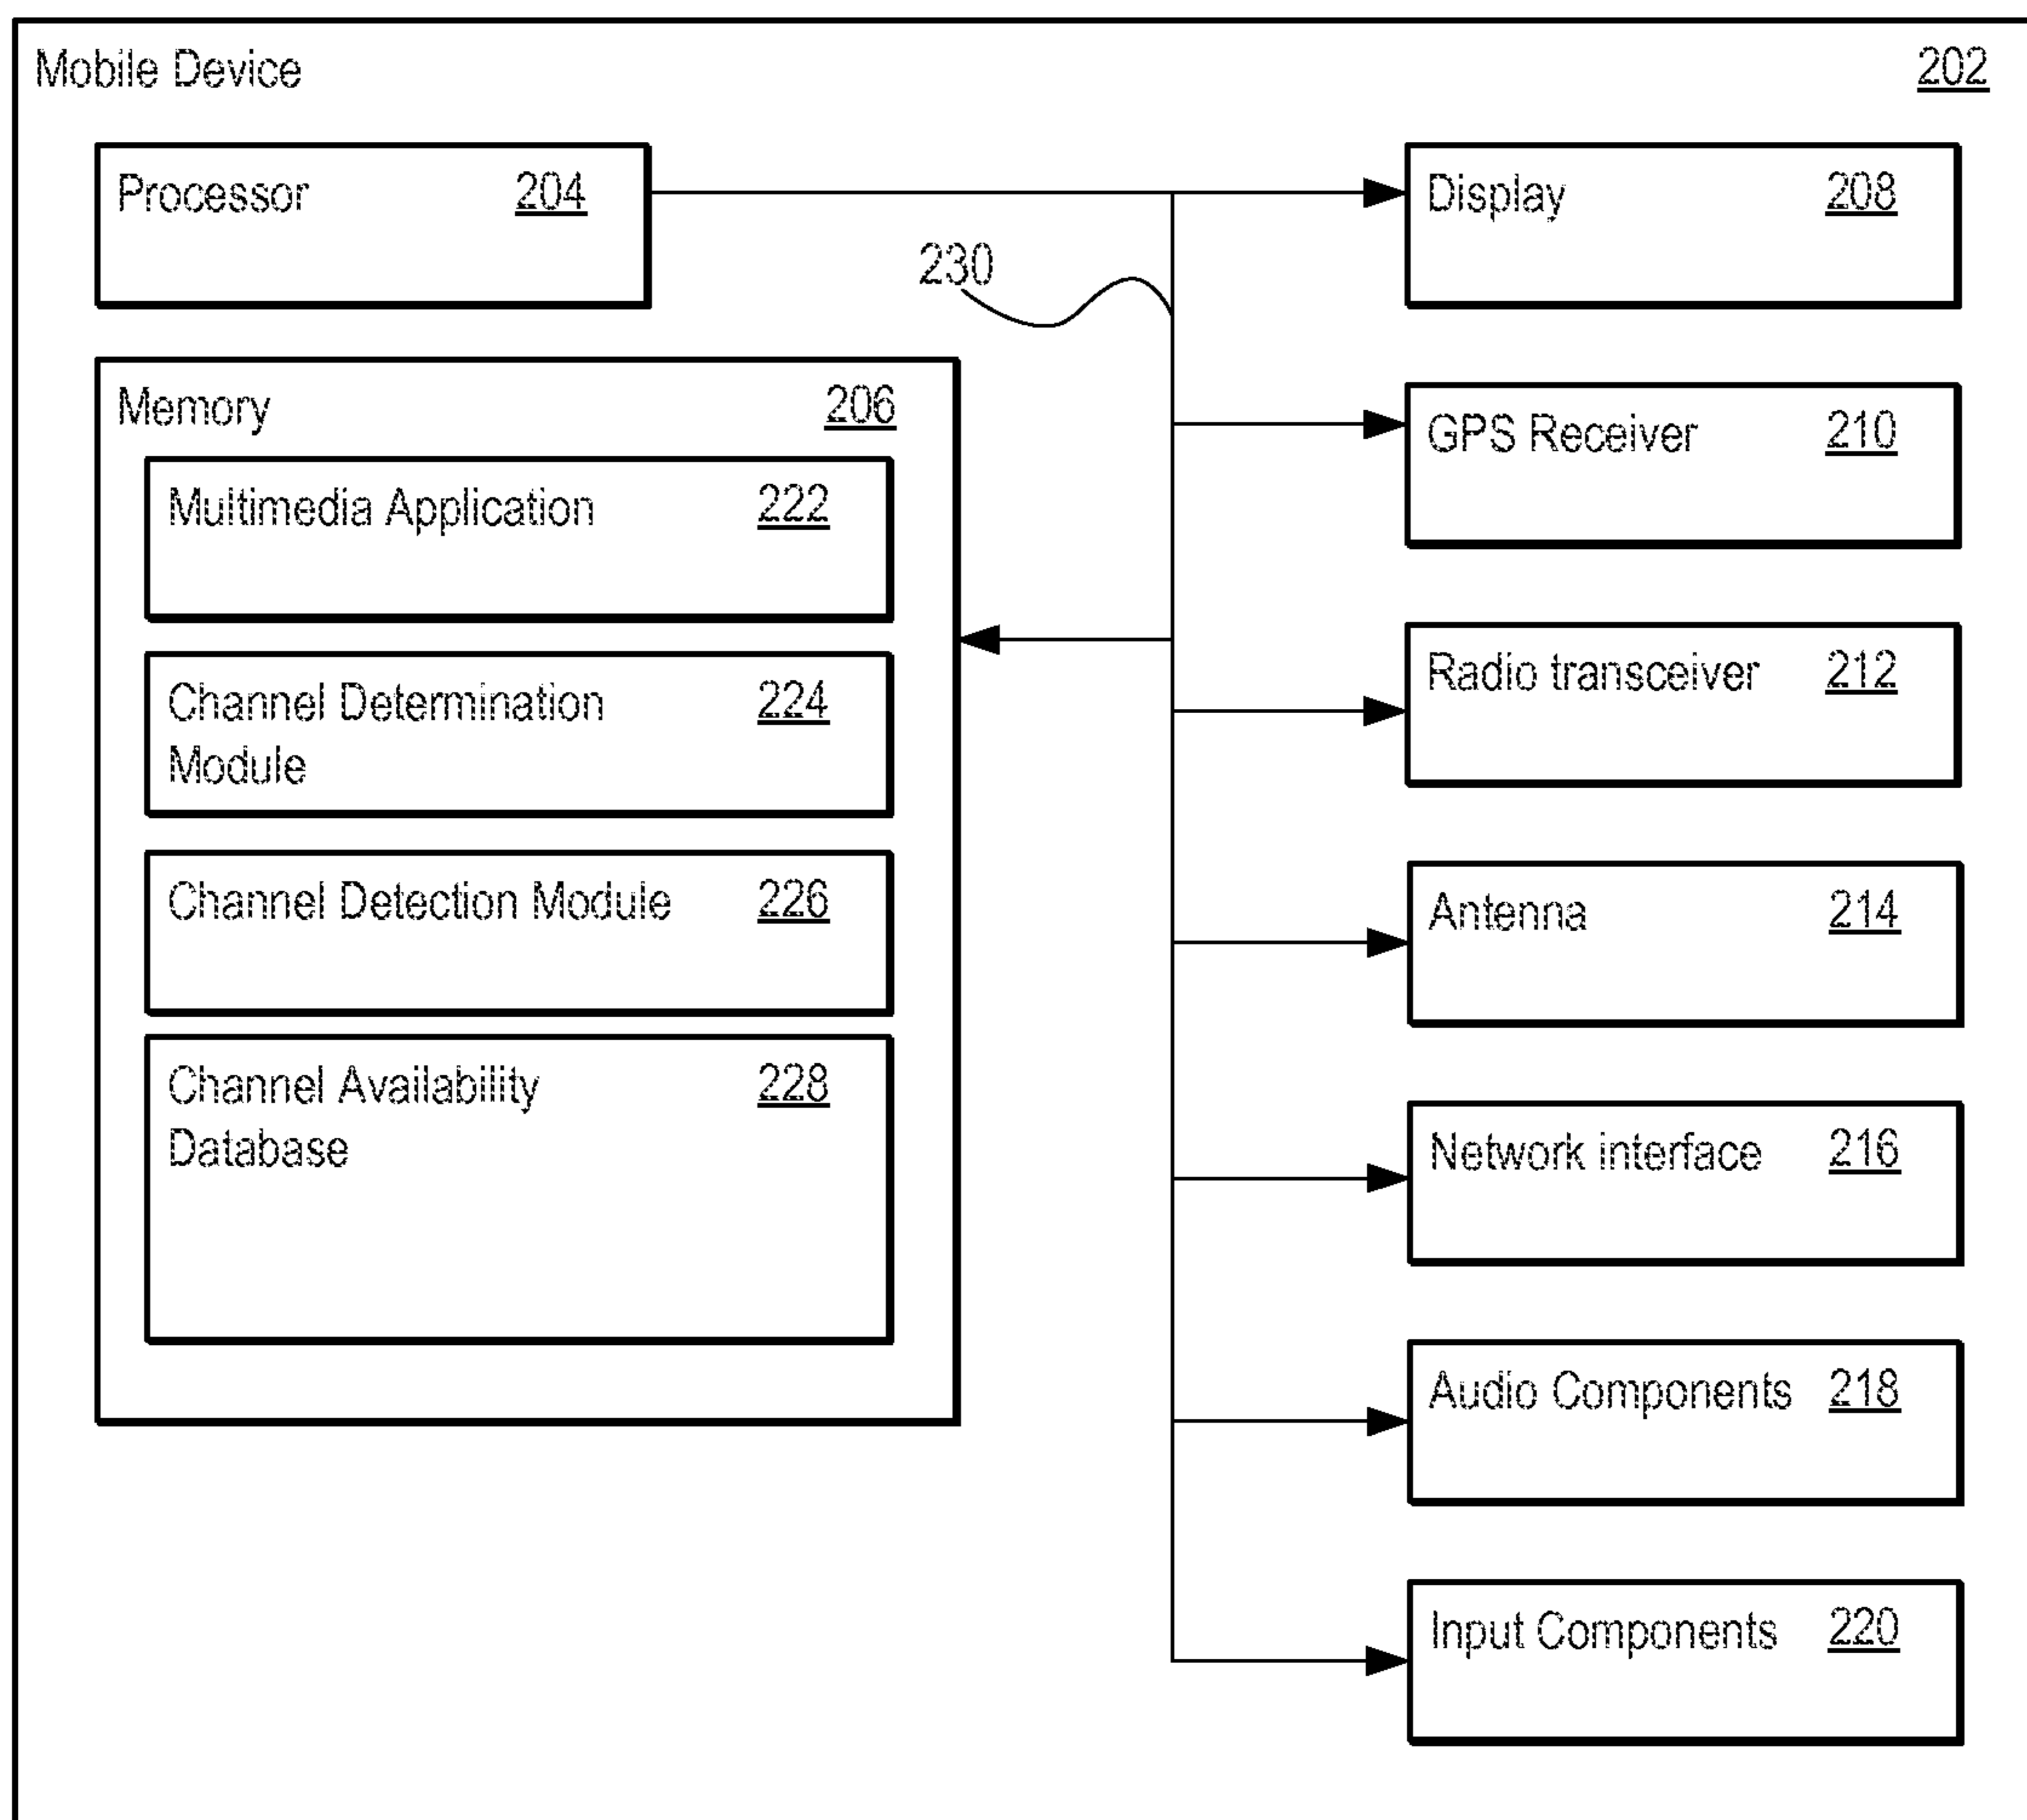 Mobile Device 202
Processor 204
230
Memory 206
Multimedia Application 222
Channel Determination 224
Module
Channel Detection Module 226
Channel Availability 228
Database
Display 208
GPS Receiver 210
Radio transceiver 212
Antenna 214
Network interface 216
Audio Components 218
Input Components 220